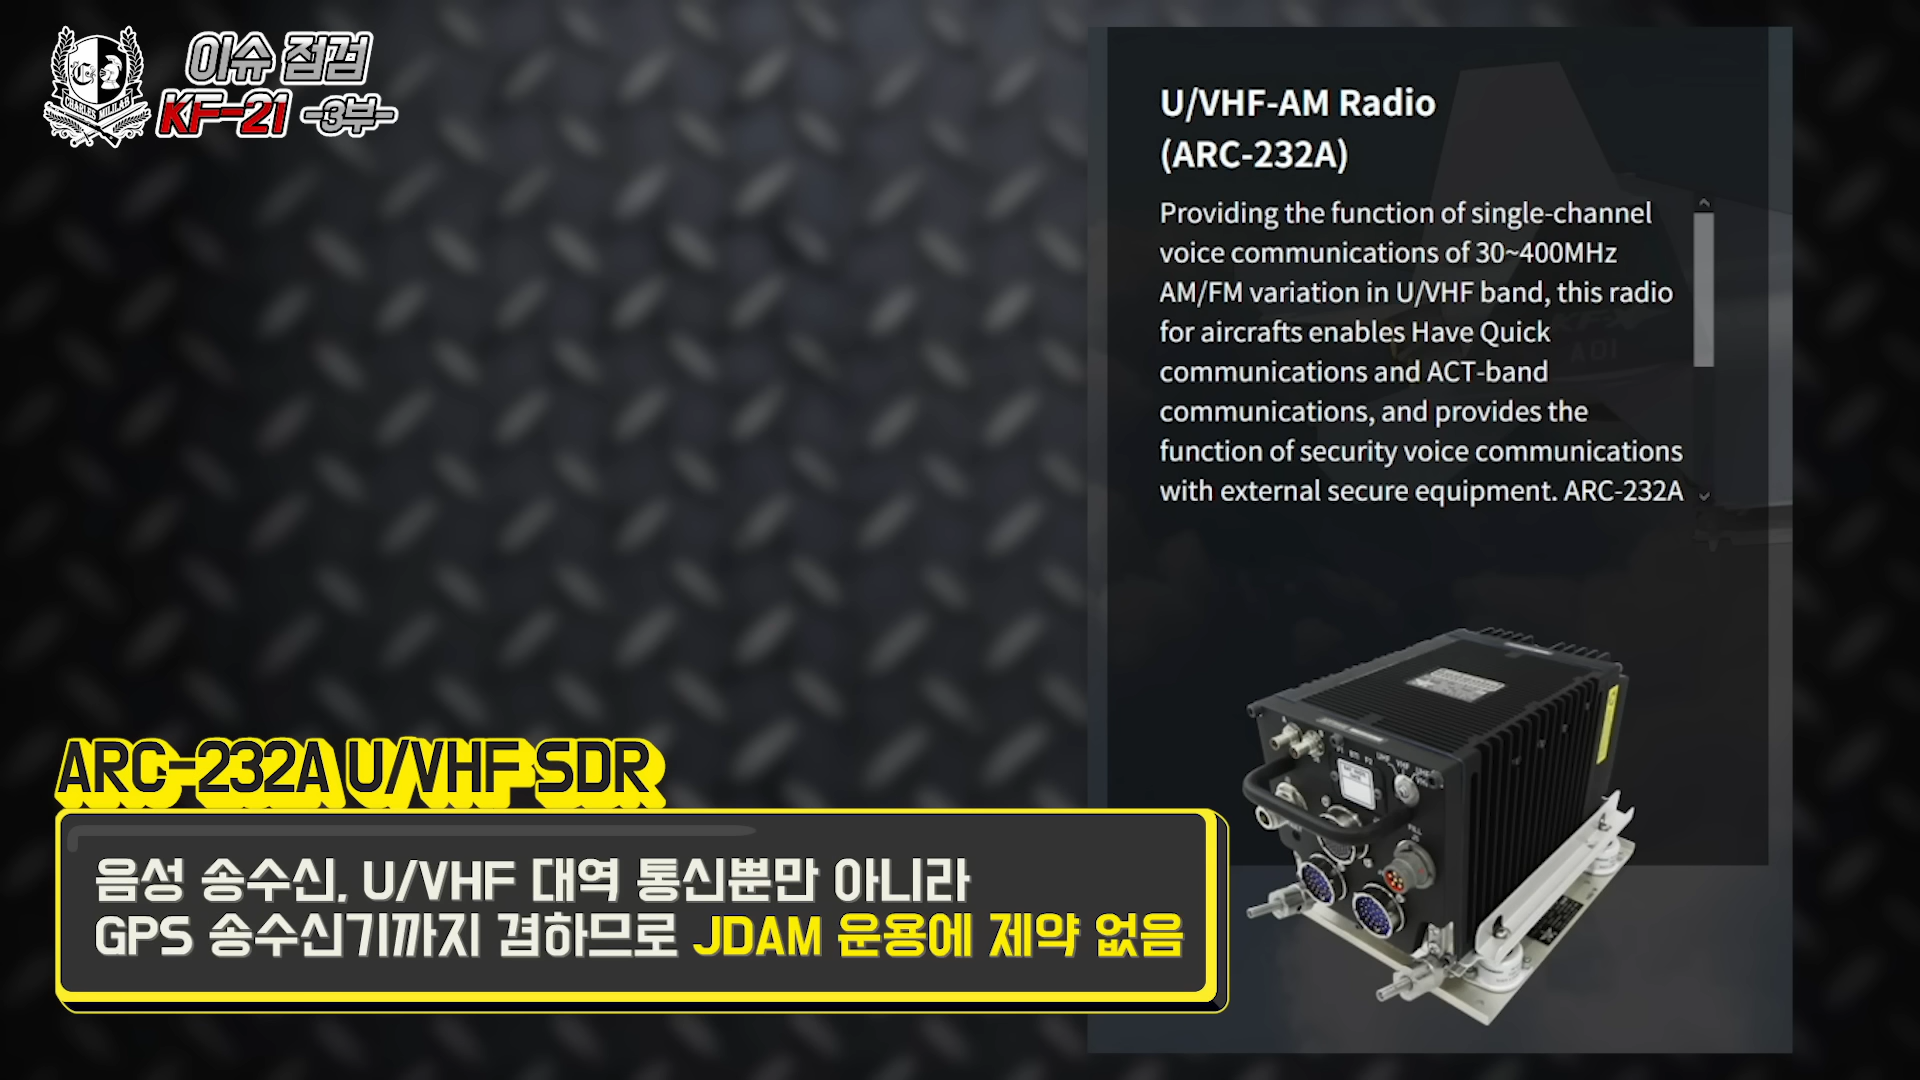 CHARLES MILLAB
이슈 점검
KF-21 -3부-
U/VHF-AM Radio
(ARC-232A)
Providing the function of single-channel
voice communications of 30~400MHz
AM/FM variation in U/VHF band, this radio
for aircrafts enables Have Quick
communications and ACT-band
communications, and provides the
function of security voice communications
with external secure equipment. ARC-232A
A01
ARC-232A U/VHF SDR
음성 송수신, U/VHF 대역 통신뿐만 아니라
GPS 송수신기까지 겸하므로 JDAM 운용에 제약 없음